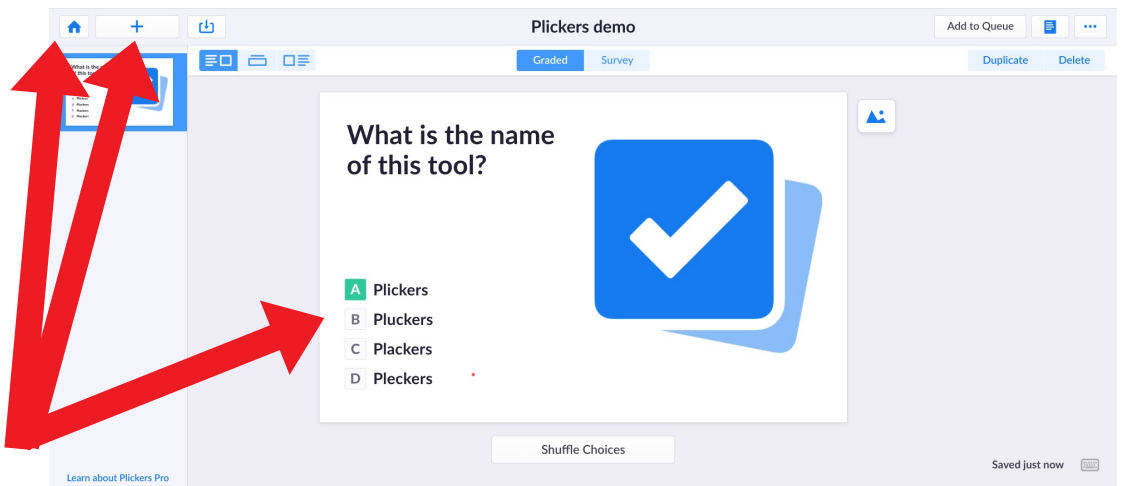 Plickers demo
Add to Queue
Graded
Survey
Duplicate
Delete
What is the name
of this tool?
A Plickers
B Pluckers
C Plackers
D Pleckers
Shuffle Choices
Saved just now
Learn about Plickers Pro